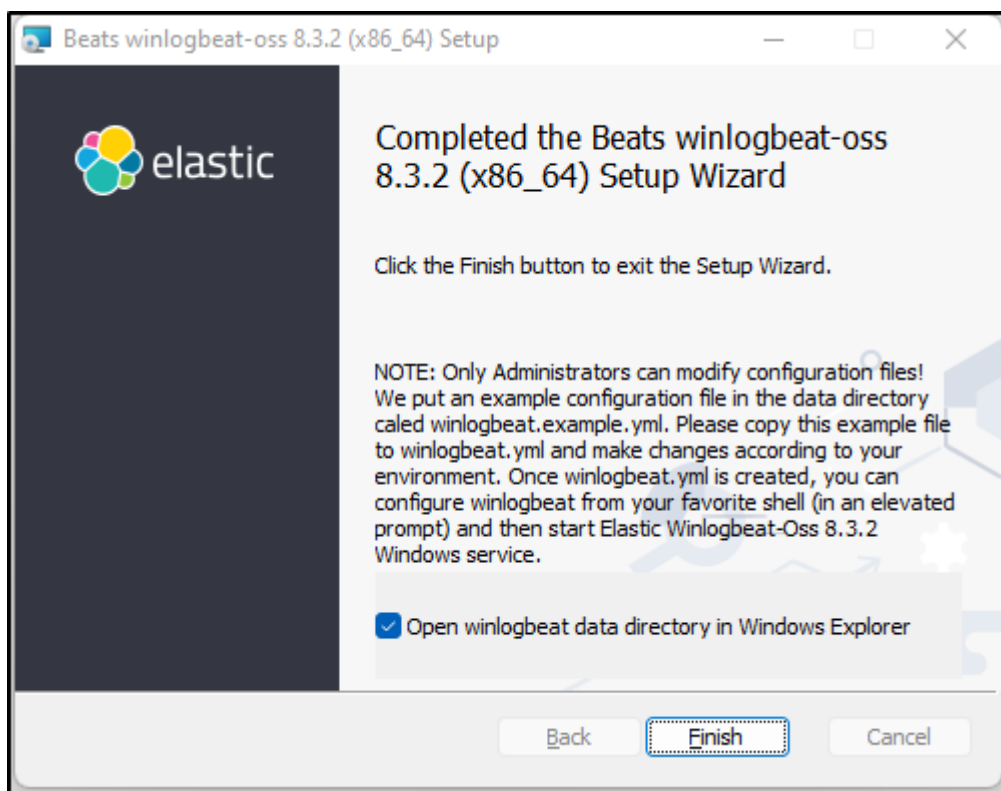 Beats winlogbeat-oss 8.3.2 (x86_64) Setup
elastic
Completed the Beats winlogbeat-oss
8.3.2 (x86_64) Setup Wizard
Click the Finish button to exit the Setup Wizard.
NOTE: Only Administrators can modify configuration files!
We put an example configuration file in the data directory
caled winlogbeat.example.yml. Please copy this example file
to winlogbeat.yml and make changes according to your
environment. Once winlogbeat.yml is created, you can
configure winlogbeat from your favorite shell (in an elevated
prompt) and then start Elastic Winlogbeat-Oss 8.3.2
Windows service.
Open winlogbeat data directory in Windows Explorer
Back Finish Cancel